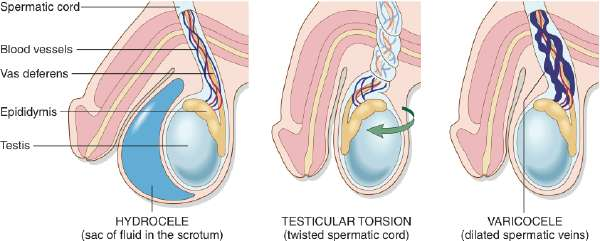 Spermatic cord
Blood vessels
Vas deferens
Epididymis
Testis
HYDROCELE
(sac of fluid in the scrotum)
TESTICULAR TORSION
(twisted spermatic cord)
VARICOCELE
(dilated spermatic veins)